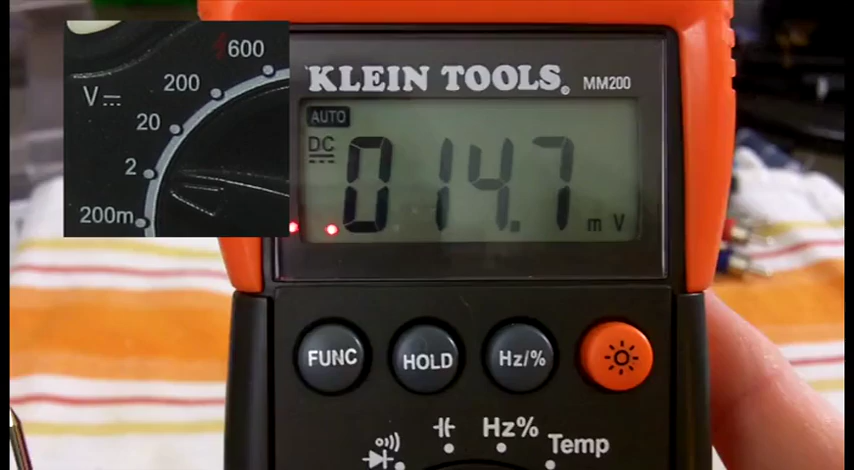 600
200
V
20
2
200m
KLEIN TOOLS® MM200
AUTO
DC
014.7 mV
FUNC HOLD Hz/%
Hz% Temp